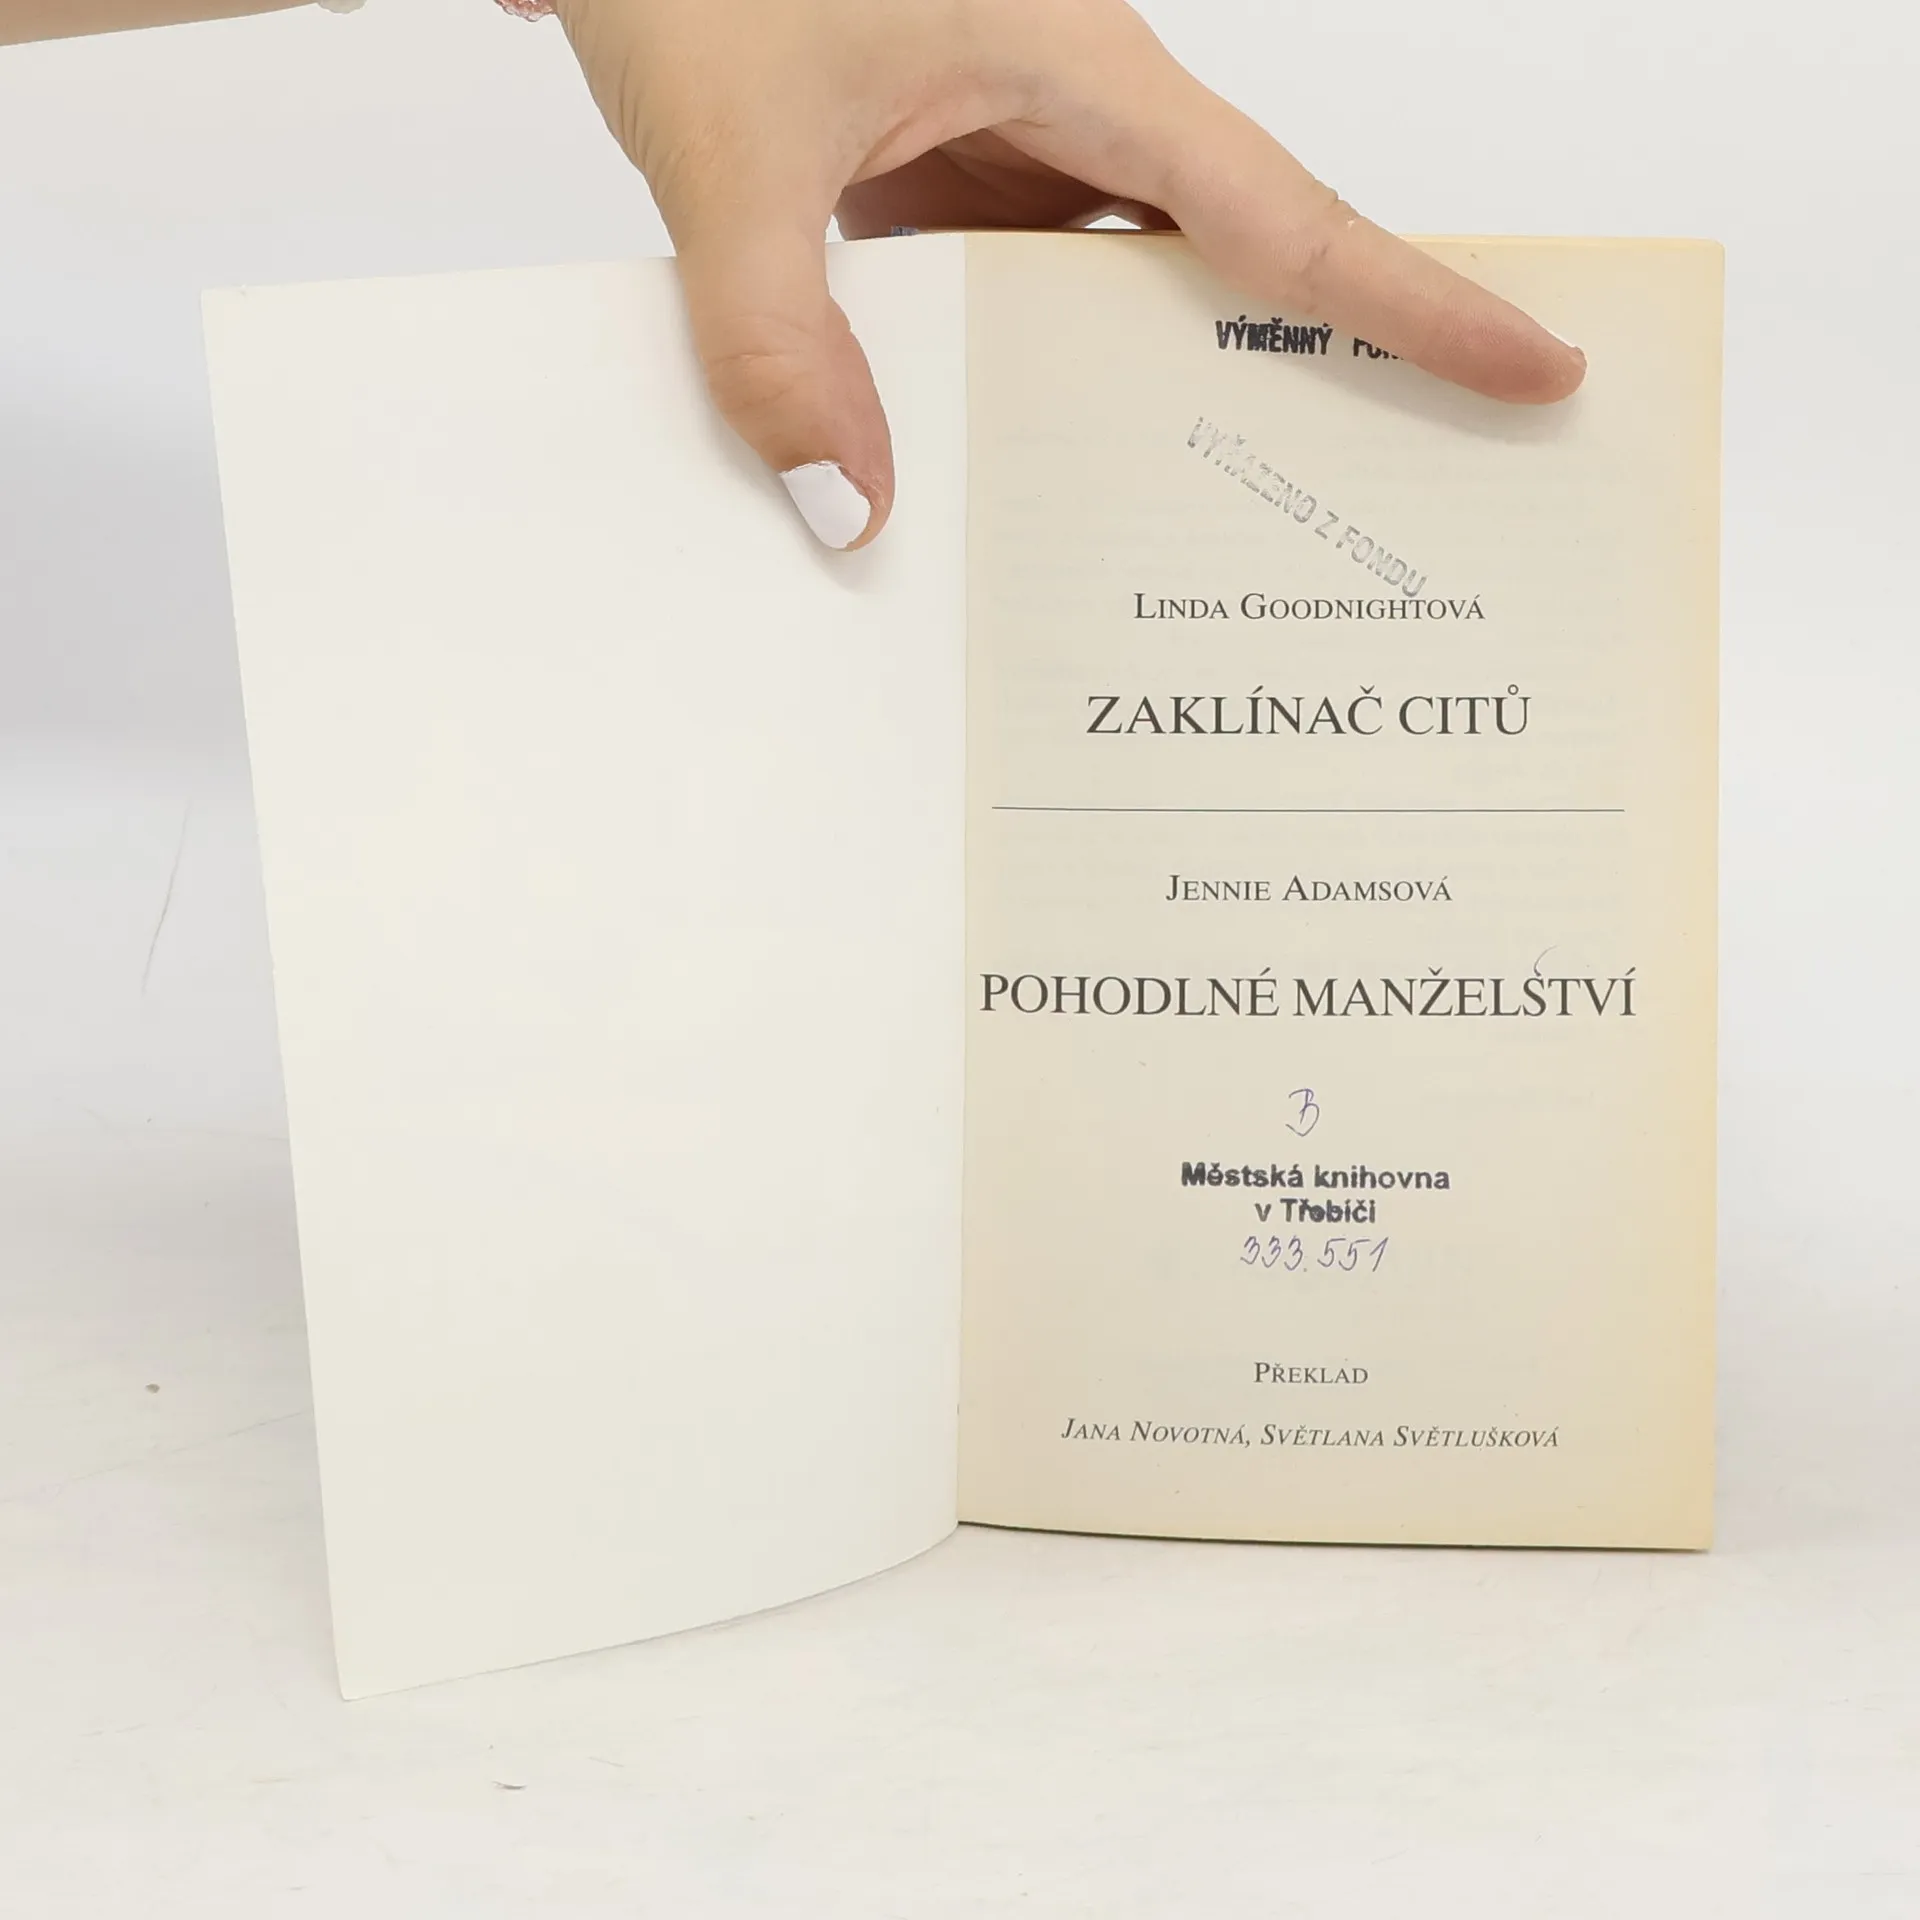 VÝMĚNNÝ
VYŘAZENO Z FONDU
LINDA GOODNIGHTOVÁ
ZAKLÍNAČ CITŮ
JENNIE ADAMSOVÁ
POHODLNÉ MANŽELSTVÍ
B
Městská knihovna
v Třebíči
333.551
PŘEKLAD
JANA NOVOTNÁ, SVĚTLANA SVĚTLUŠKOVÁ